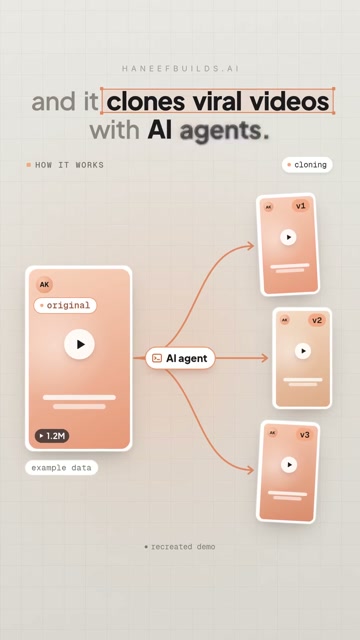 HANEEFBUILDS.AI
and it clones viral videos
with AI agents.
HOW IT WORKS
cloning
AK
v1
AK
original
AI agent
AK
v2
1.2M
example data
AK
v3
recreated demo